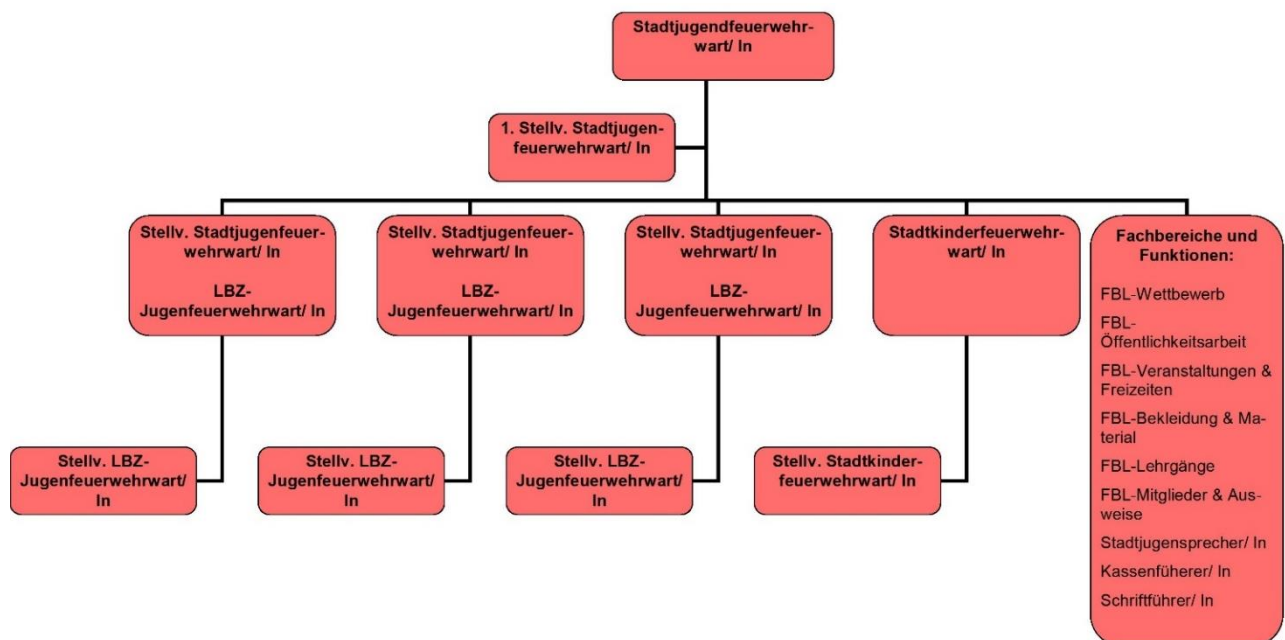 Stadtjugendfeuerwehr-
wart/ In
1. Stellv. Stadtjugen-
feuerwehrwart/ In
Stellv. Stadtjugenfeuer-
wehrwart/ In
LBZ-
Jugenfeuerwehrwart/ In
Stellv. Stadtjugenfeuer-
wehrwart/ In
LBZ-
Jugenfeuerwehrwart/ In
Stellv. Stadtjugenfeuer-
wehrwart/ In
LBZ-
Jugenfeuerwehrwart/ In
Stadtkinderfeuerwehr-
wart/ In
Fachbereiche und
Funktionen:
FBL-Wettbewerb
FBL-
Öffentlichkeitsarbeit
FBL-Veranstaltungen &
Freizeiten
FBL-Bekleidung & Ma-
terial
FBL-Lehrgänge
FBL-Mitglieder & Aus-
weise
Stadtjugensprecher/ In
Kassenfüherer/ In
Schriftführer/ In
Stellv. LBZ-
Jugenfeuerwehrwart/
In
Stellv. LBZ-
Jugenfeuerwehrwart/
In
Stellv. LBZ-
Jugenfeuerwehrwart/
In
Stellv. Stadtkinder-
feuerwehrwart/ In